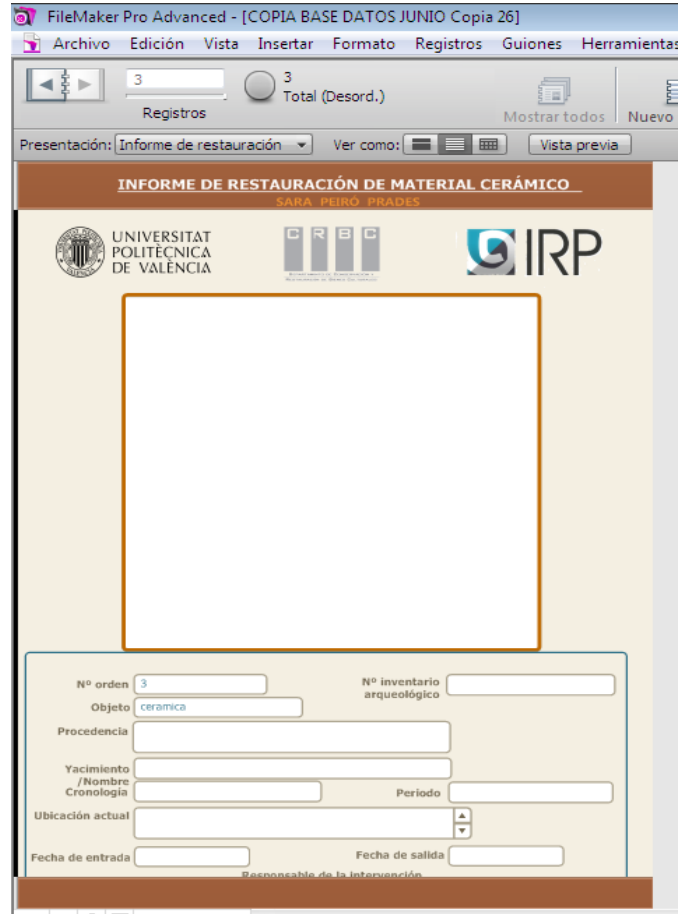 FileMaker Pro Advanced - [COPIA BASE DATOS JUNIO Copia 26]
Archivo Edición Vista Insertar Formato Registros Guiones Herramientas
3
3
Total (Desord.)
Registros
Mostrar todos
Nuevo
Presentación: Informe de restauración
Ver como:
Vista previa
INFORME DE RESTAURACIÓN DE MATERIAL CERÁMICO
SARA PEIRÓ PRADES
UNIVERSITAT
POLITÈCNICA
DE VALÈNCIA
CRBC
IRP
Nº orden 3
Nº inventario
arqueológico
Objeto ceramica
Procedencia
Yacimiento
/Nombre
Cronología
Periodo
Ubicación actual
Fecha de entrada
Fecha de salida
Responsable de la intervención